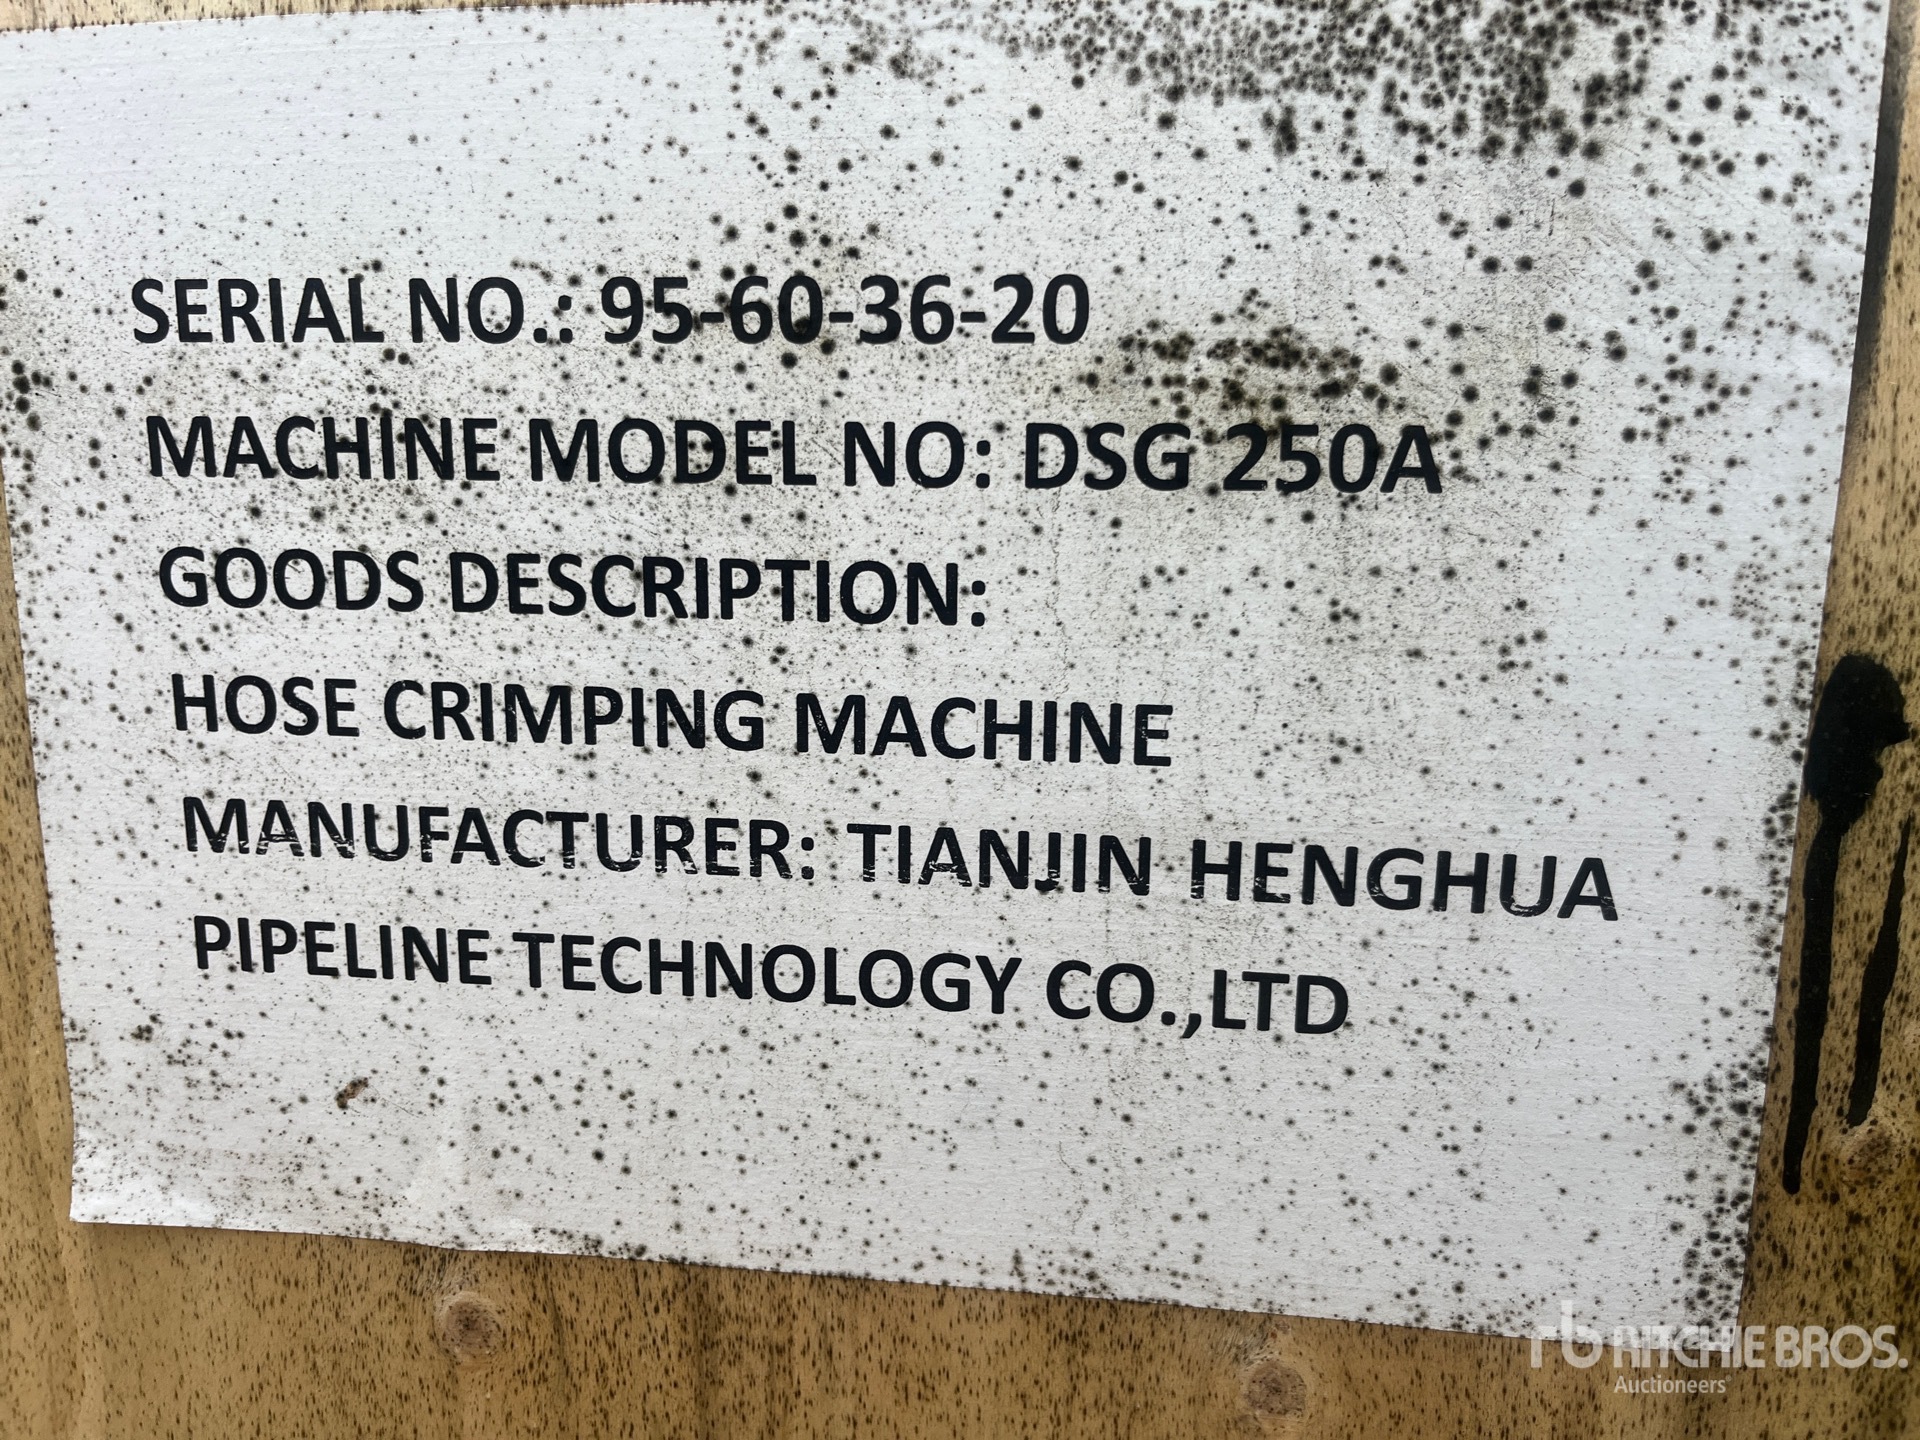 SERIAL NO.: 95-60-36-20
MACHINE MODEL NO: DSG 250A
GOODS DESCRIPTION:
HOSE CRIMPING MACHINE
MANUFACTURER: TIANJIN HENGHUA
PIPELINE TECHNOLOGY CO.,LTD
rb RITCHIE BROS.
Auctioneers